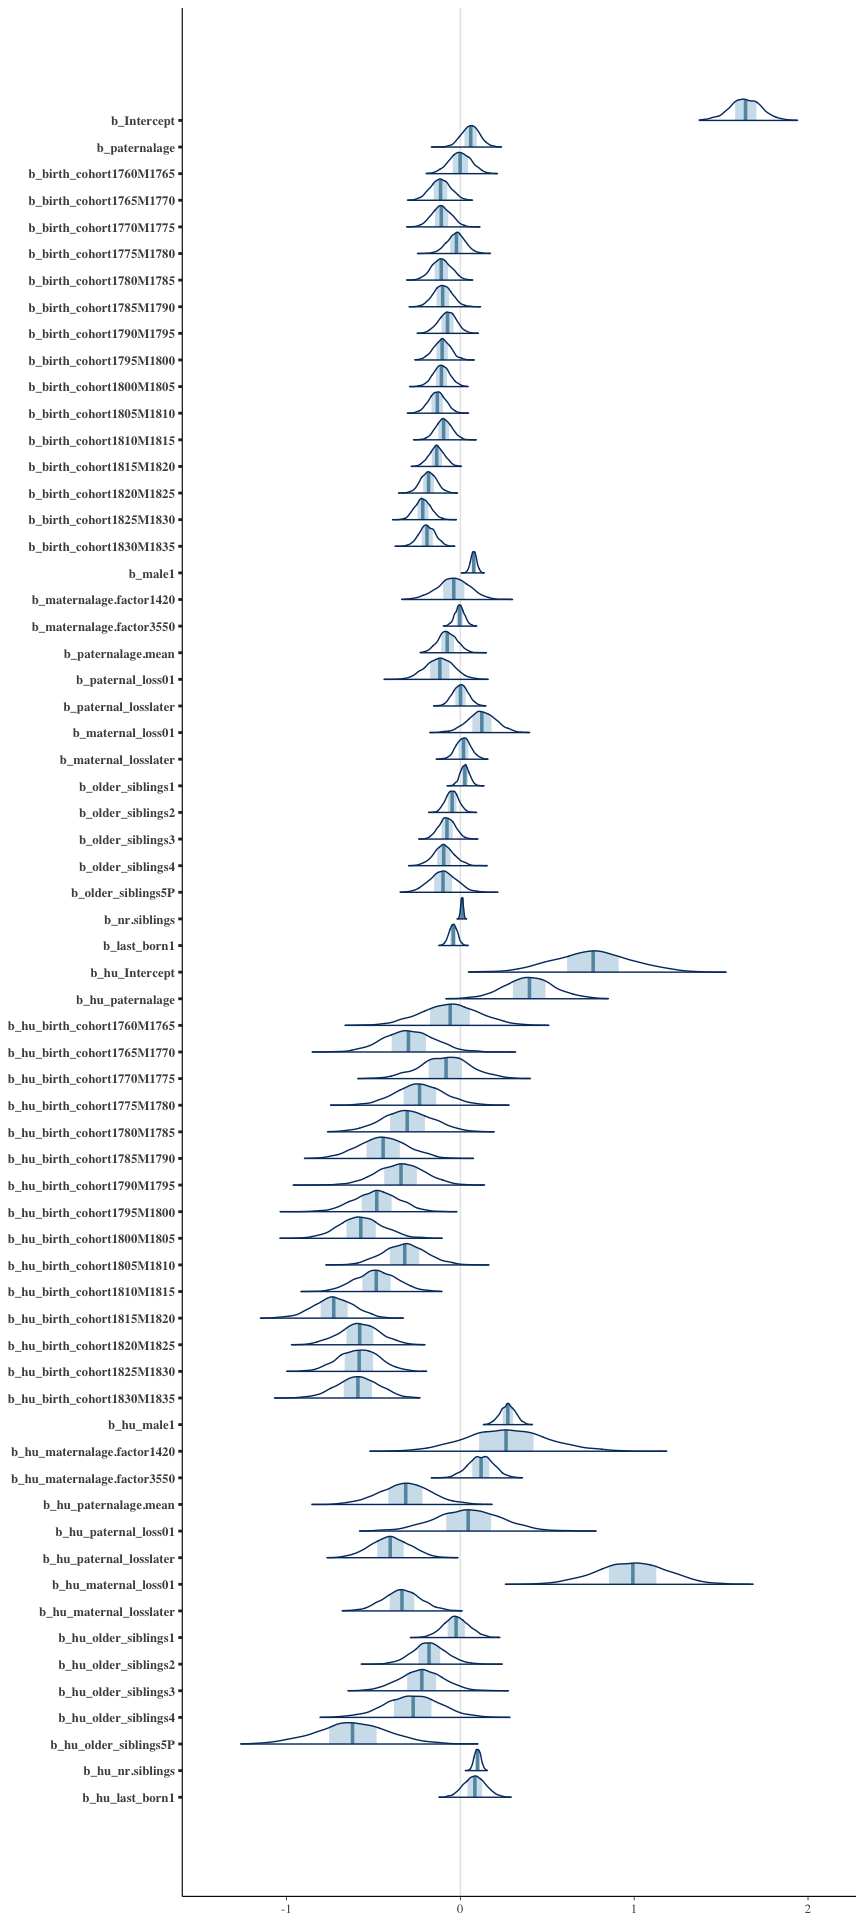 b_Intercept
b_paternalage
b_birth_cohort1760M1765
b_birth_cohort1765M1770
b_birth_cohort1770M1775
b_birth_cohort1775M1780
b_birth_cohort1780M1785
b_birth_cohort1785M1790
b_birth_cohort1790M1795
b_birth_cohort1795M1800
b_birth_cohort1800M1805
b_birth_cohort1805M1810
b_birth_cohort1810M1815
b_birth_cohort1815M1820
b_birth_cohort1820M1825
b_birth_cohort1825M1830
b_birth_cohort1830M1835
b_male1
b_maternalage.factor1420
b_maternalage.factor3550
b_paternalage.mean
b_paternal_loss01
b_paternal_losslater
b_maternal_loss01
b_maternal_losslater
b_older_siblings1
b_older_siblings2
b_older_siblings3
b_older_siblings4
b_older_siblings5P
b_nr.siblings
b_last_born1
b_hu_Intercept
b_hu_paternalage
b_hu_birth_cohort1760M1765
b_hu_birth_cohort1765M1770
b_hu_birth_cohort1770M1775
b_hu_birth_cohort1775M1780
b_hu_birth_cohort1780M1785
b_hu_birth_cohort1785M1790
b_hu_birth_cohort1790M1795
b_hu_birth_cohort1795M1800
b_hu_birth_cohort1800M1805
b_hu_birth_cohort1805M1810
b_hu_birth_cohort1810M1815
b_hu_birth_cohort1815M1820
b_hu_birth_cohort1820M1825
b_hu_birth_cohort1825M1830
b_hu_birth_cohort1830M1835
b_hu_male1
b_hu_maternalage.factor1420
b_hu_maternalage.factor3550
b_hu_paternalage.mean
b_hu_paternal_loss01
b_hu_paternal_losslater
b_hu_maternal_loss01
b_hu_maternal_losslater
b_hu_older_siblings1
b_hu_older_siblings2
b_hu_older_siblings3
b_hu_older_siblings4
b_hu_older_siblings5P
b_hu_nr.siblings
b_hu_last_born1
-1 0 1 2